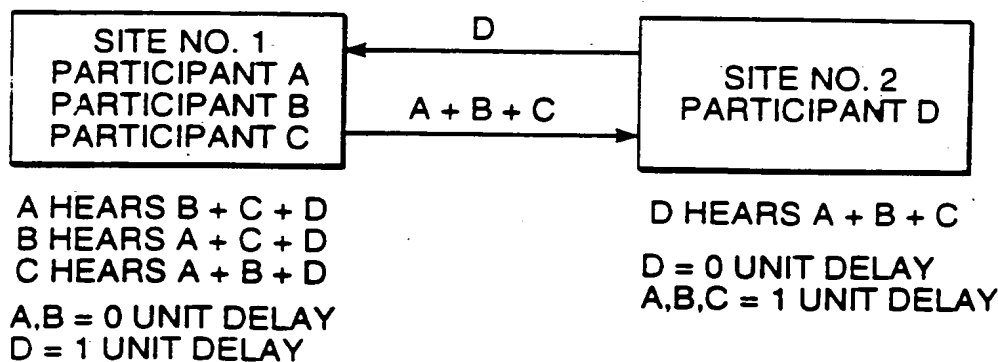 SITE NO. 1
PARTICIPANT A
PARTICIPANT B
PARTICIPANT C
D
A + B + C
SITE NO. 2
PARTICIPANT D
A HEARS B + C + D
B HEARS A + C + D
C HEARS A + B + D
A,B = 0 UNIT DELAY
D = 1 UNIT DELAY
D HEARS A + B + C
D = 0 UNIT DELAY
A,B,C = 1 UNIT DELAY